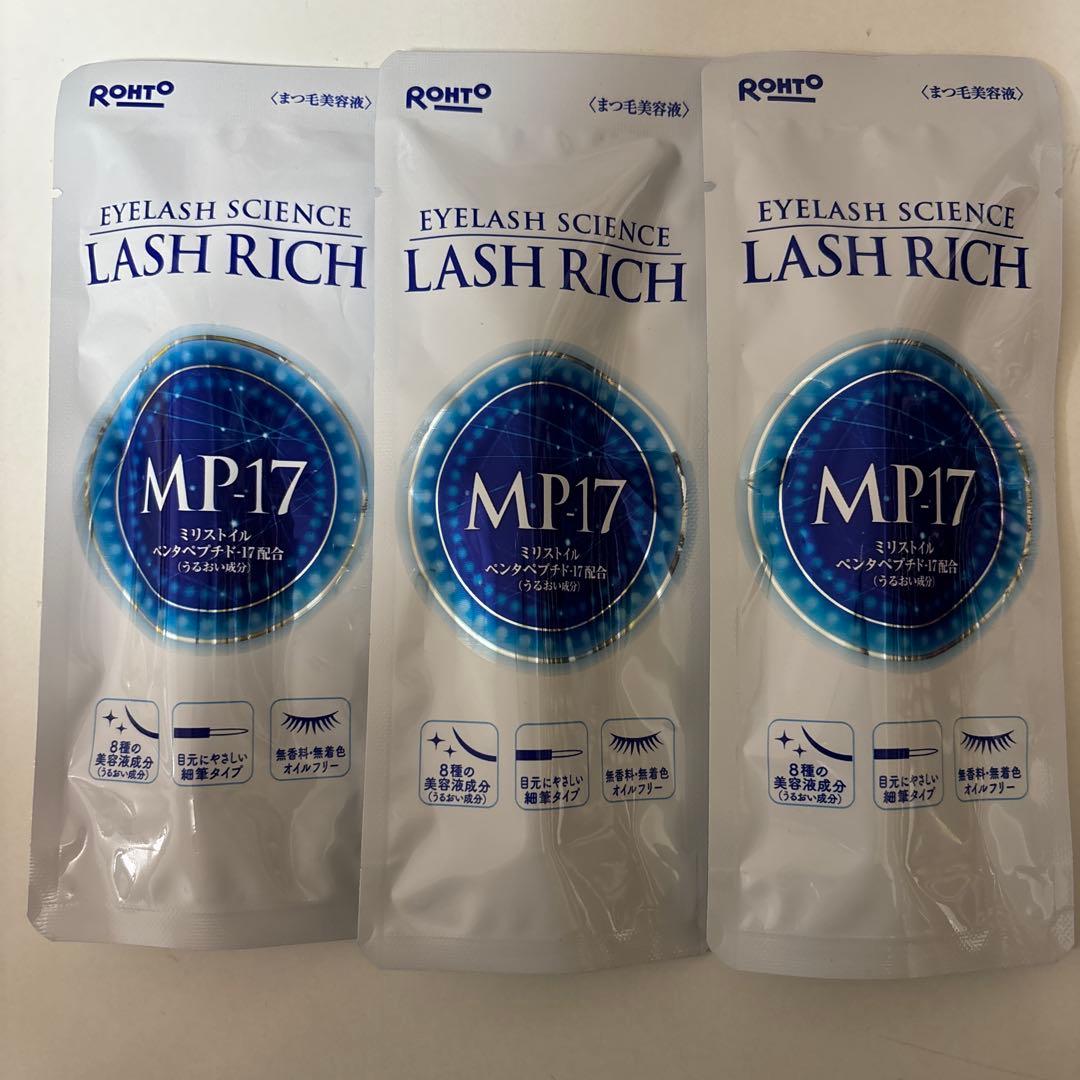 ROHTO
〈まつ毛美容液〉
EYELASH SCIENCE
LASH RICH
MP-17
ミリストイル
ペンタペプチド-17配合
(うるおい成分)
8種の
美容液成分
(うるおい成分)
目元にやさしい
細筆タイプ
無香料・無着色
オイルフリー
ROHTO
〈まつ毛美容液〉
EYELASH SCIENCE
LASH RICH
MP-17
ミリストイル
ペンタペプチド-17配合
(うるおい成分)
8種の
美容液成分
(うるおい成分)
目元にやさしい
細筆タイプ
無香料・無着色
オイルフリー
ROHTO
〈まつ毛美容液〉
EYELASH SCIENCE
LASH RICH
MP-17
ミリストイル
ペンタペプチド-17配合
(うるおい成分)
8種の
美容液成分
(うるおい成分)
目元にやさしい
細筆タイプ
無香料・無着色
オイルフリー